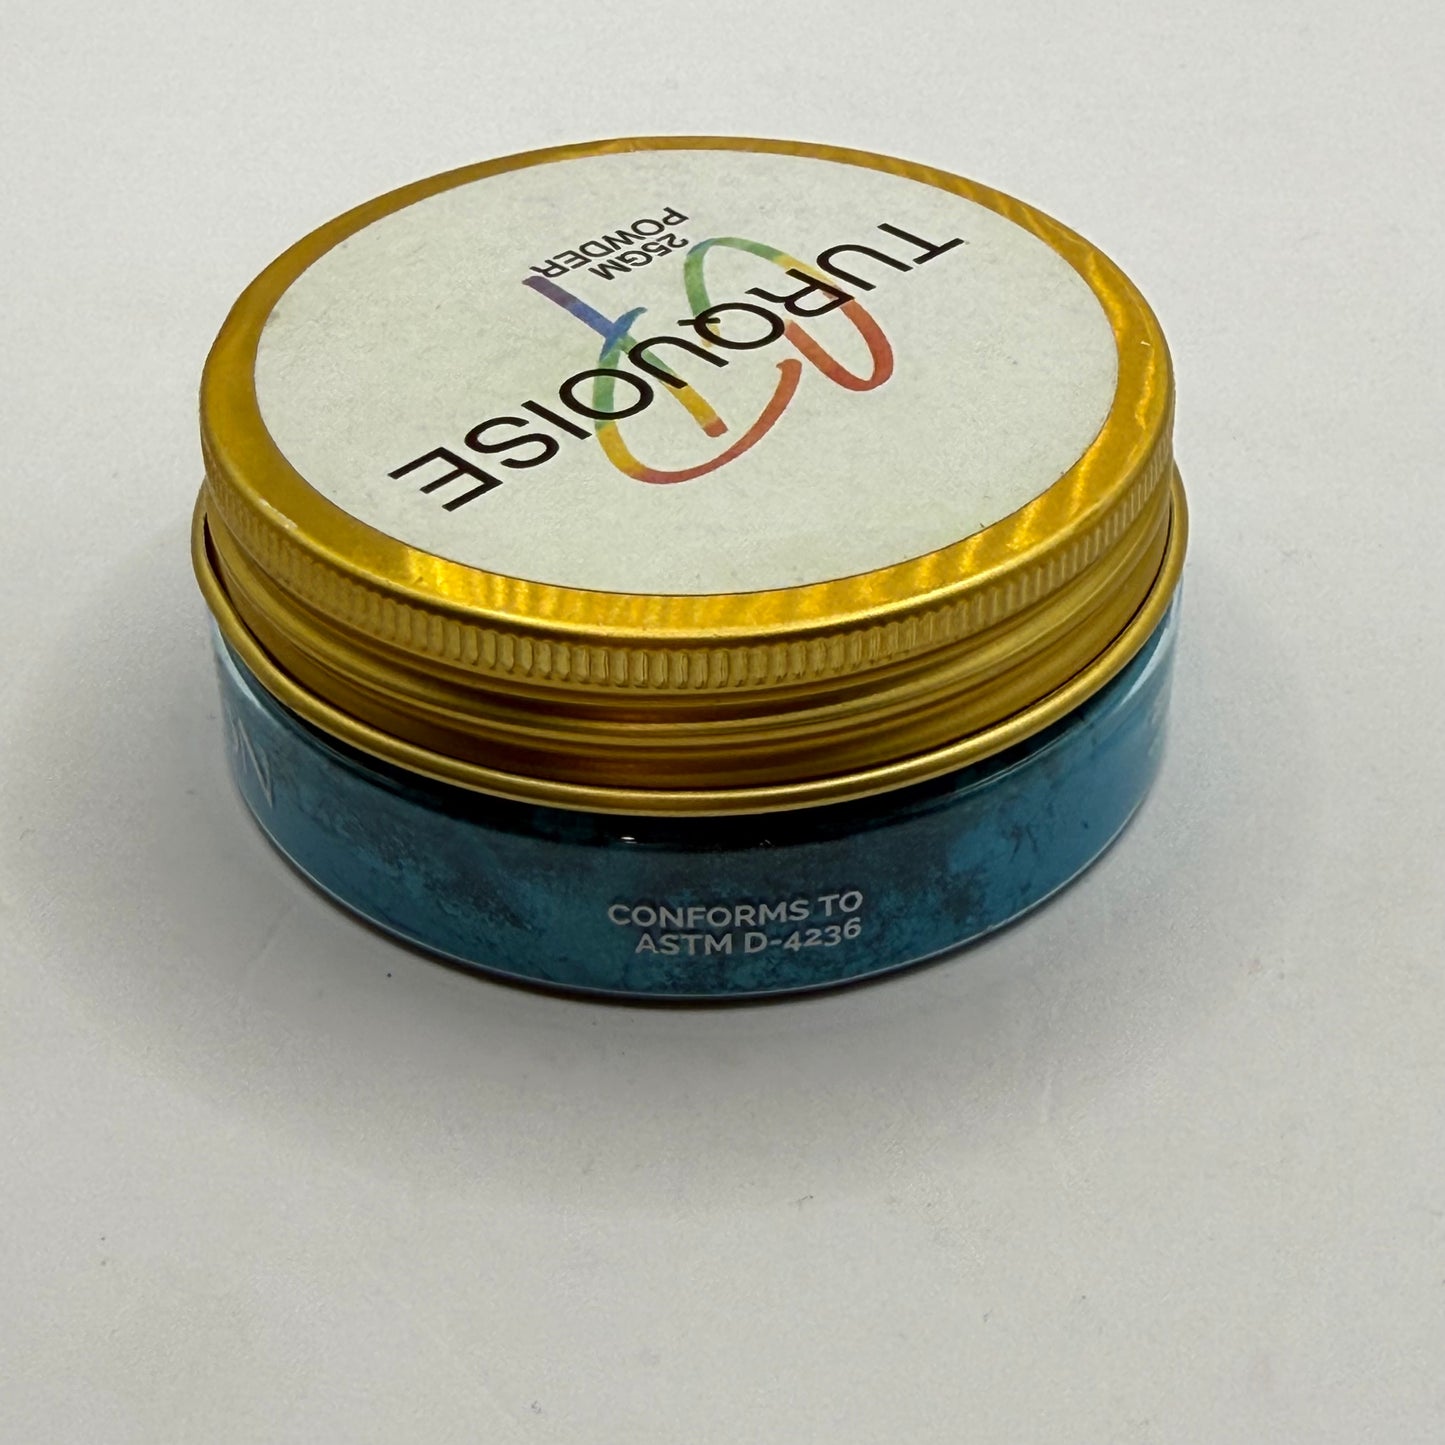 TURQUOISE
25GM
POWDER
CONFORMS TO
ASTM D-4236